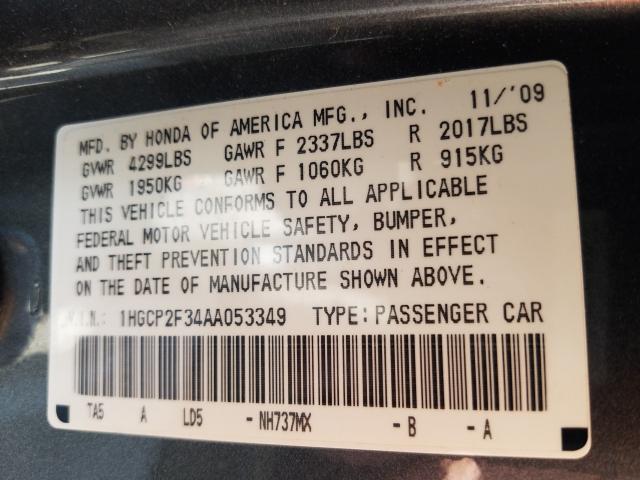 MFD. BY HONDA OF AMERICA MFG., INC. 11/'09
GVWR 4299LBS GAWR F 2337LBS R 2017LBS
GVWR 1950KG GAWR F 1060KG R 915KG
THIS VEHICLE CONFORMS TO ALL APPLICABLE
FEDERAL MOTOR VEHICLE SAFETY, BUMPER,
AND THEFT PREVENTION STANDARDS IN EFFECT
ON THE DATE OF MANUFACTURE SHOWN ABOVE.
V.I.N.: 1HGCP2F34AA053349 TYPE: PASSENGER CAR
TA5 A LD5 -NH737MX -B -A